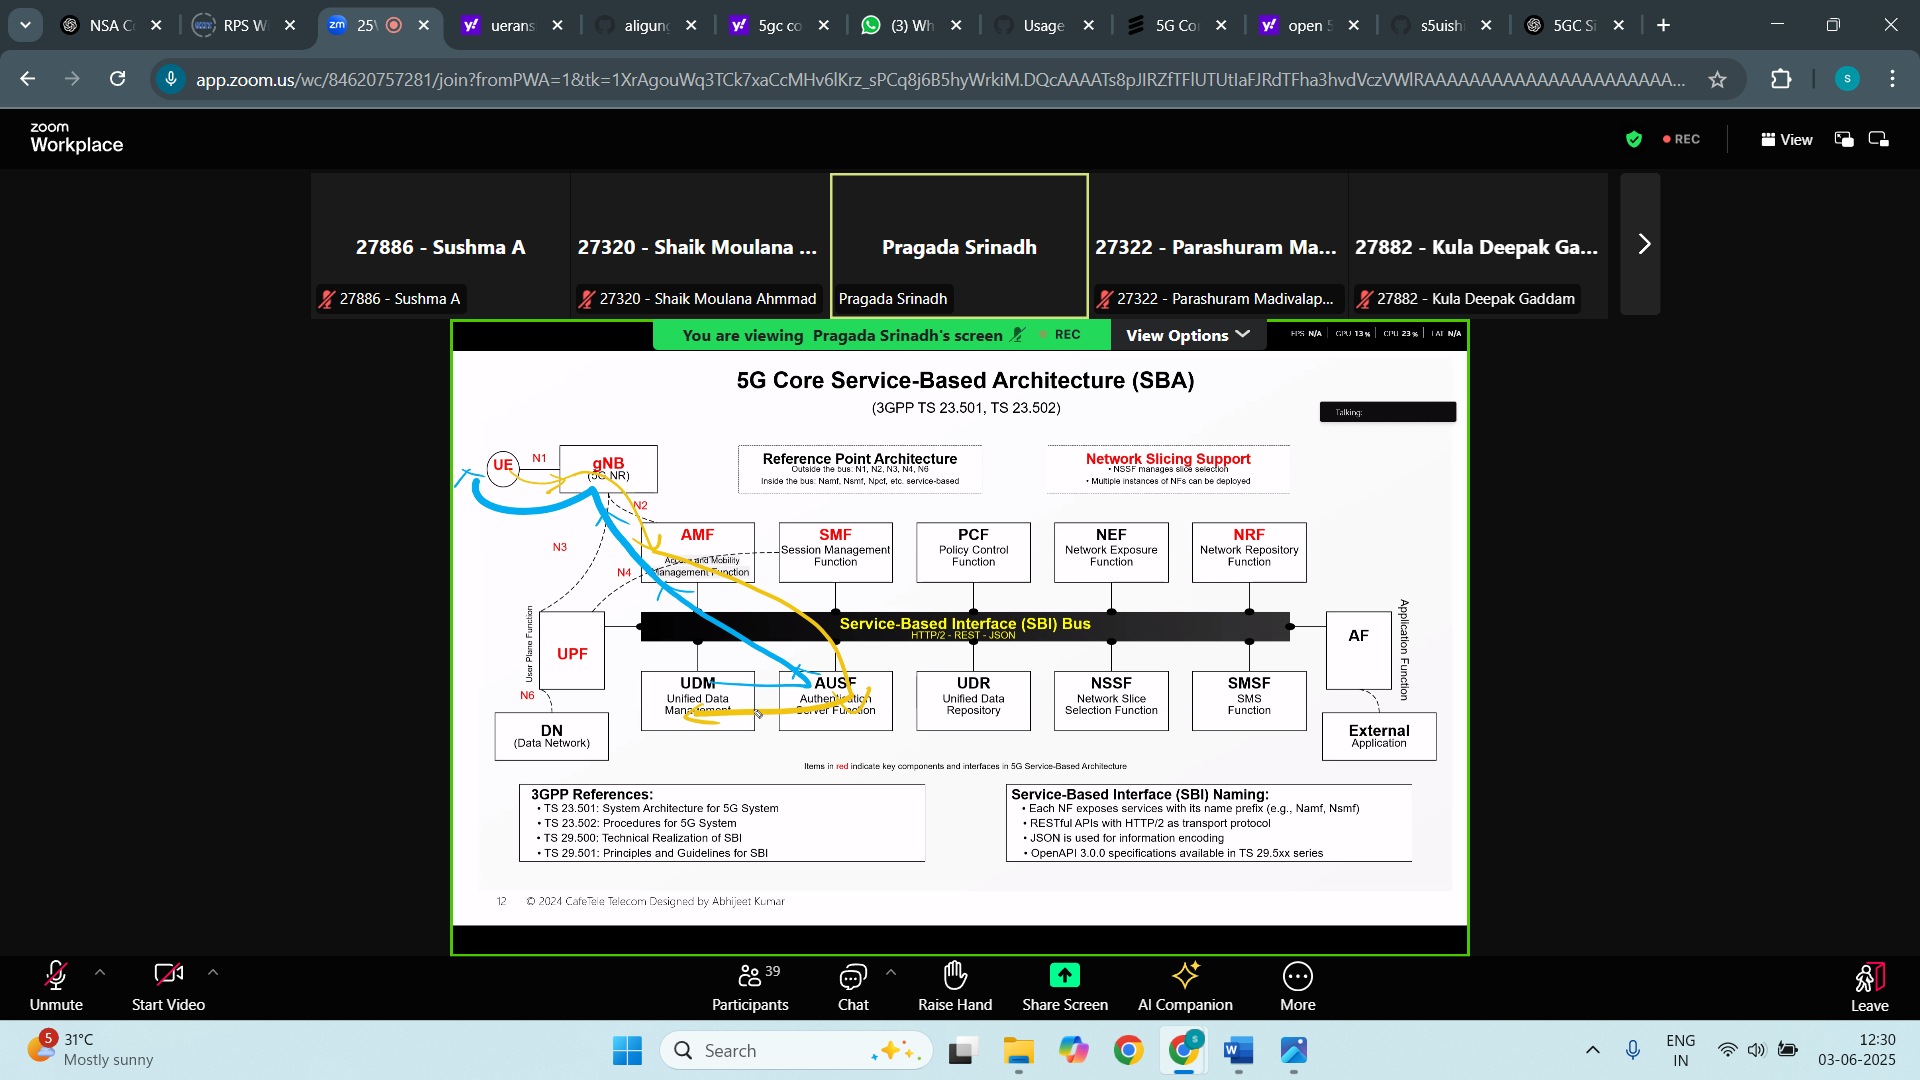 NSA C
RPS W
25
uerans
aligun
5gc co
(3) Wh
Usage
5G Co
open 5
s5uishi
5GC Si
app.zoom.us/wc/84620757281/join?fromPWA=1&tk=1XrAgouWq3TCk7xaCcMHv6lKrz_sPCq8j6B5hyWrkiM.DQcAAAATs8pJIRZfTFlUTUtIaFJRdTFha3hvdVczVWlRAAAAAAAAAAAAAAAAAAAAAAA...
S
zoom
Workplace
REC
View
27886 - Sushma A
27320 - Shaik Moulana ...
Pragada Srinadh
27322 - Parashuram Ma...
27882 - Kula Deepak Ga...
27886 - Sushma A
27320 - Shaik Moulana Ahmmad
Pragada Srinadh
27322 - Parashuram Madivalap...
27882 - Kula Deepak Gaddam
You are viewing Pragada Srinadh's screen
REC
View Options
FPS N/A
GPU 13 %
CPU 23 %
LAT N/A
5G Core Service-Based Architecture (SBA)
(3GPP TS 23.501, TS 23.502)
Talking:
UE
N1
gNB
(5G NR)
Reference Point Architecture
Outside the bus: N1, N2, N3, N4, N6
Inside the bus: Namf, Nsmf, Npcf, etc. service-based
Network Slicing Support
• NSSF manages slice selection
• Multiple instances of NFs can be deployed
N2
N3
N4
AMF
Access and Mobility
Management Function
SMF
Session Management
Function
PCF
Policy Control
Function
NEF
Network Exposure
Function
NRF
Network Repository
Function
Service-Based Interface (SBI) Bus
HTTP/2 - REST - JSON
User Plane Function
UPF
N6
AF
Application Function
UDM
Unified Data
Management
AUSF
Authentication
Server Function
UDR
Unified Data
Repository
NSSF
Network Slice
Selection Function
SMSF
SMS
Function
DN
(Data Network)
External
Application
Items in red indicate key components and interfaces in 5G Service-Based Architecture
3GPP References:
• TS 23.501: System Architecture for 5G System
• TS 23.502: Procedures for 5G System
• TS 29.500: Technical Realization of SBI
• TS 29.501: Principles and Guidelines for SBI
Service-Based Interface (SBI) Naming:
• Each NF exposes services with its name prefix (e.g., Namf, Nsmf)
• RESTful APIs with HTTP/2 as transport protocol
• JSON is used for information encoding
• OpenAPI 3.0.0 specifications available in TS 29.5xx series
12
© 2024 CafeTele Telecom Designed by Abhijeet Kumar
Unmute
Start Video
39
Participants
Chat
Raise Hand
Share Screen
AI Companion
More
Leave
5
31°C
Mostly sunny
Search
ENG
IN
12:30
03-06-2025